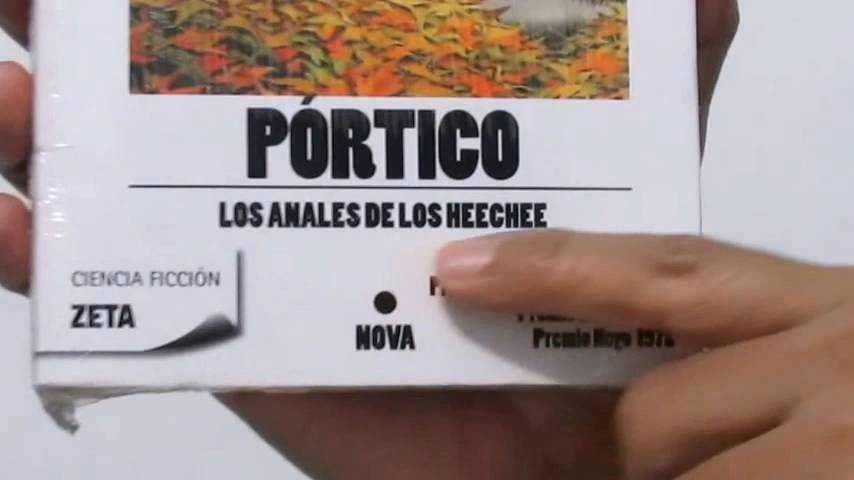 PÓRTICO
LOS ANALES DE LOS HEECHEE
CIENCIA FICCIÓN
ZETA
NOVA
Premio Hugo 1978